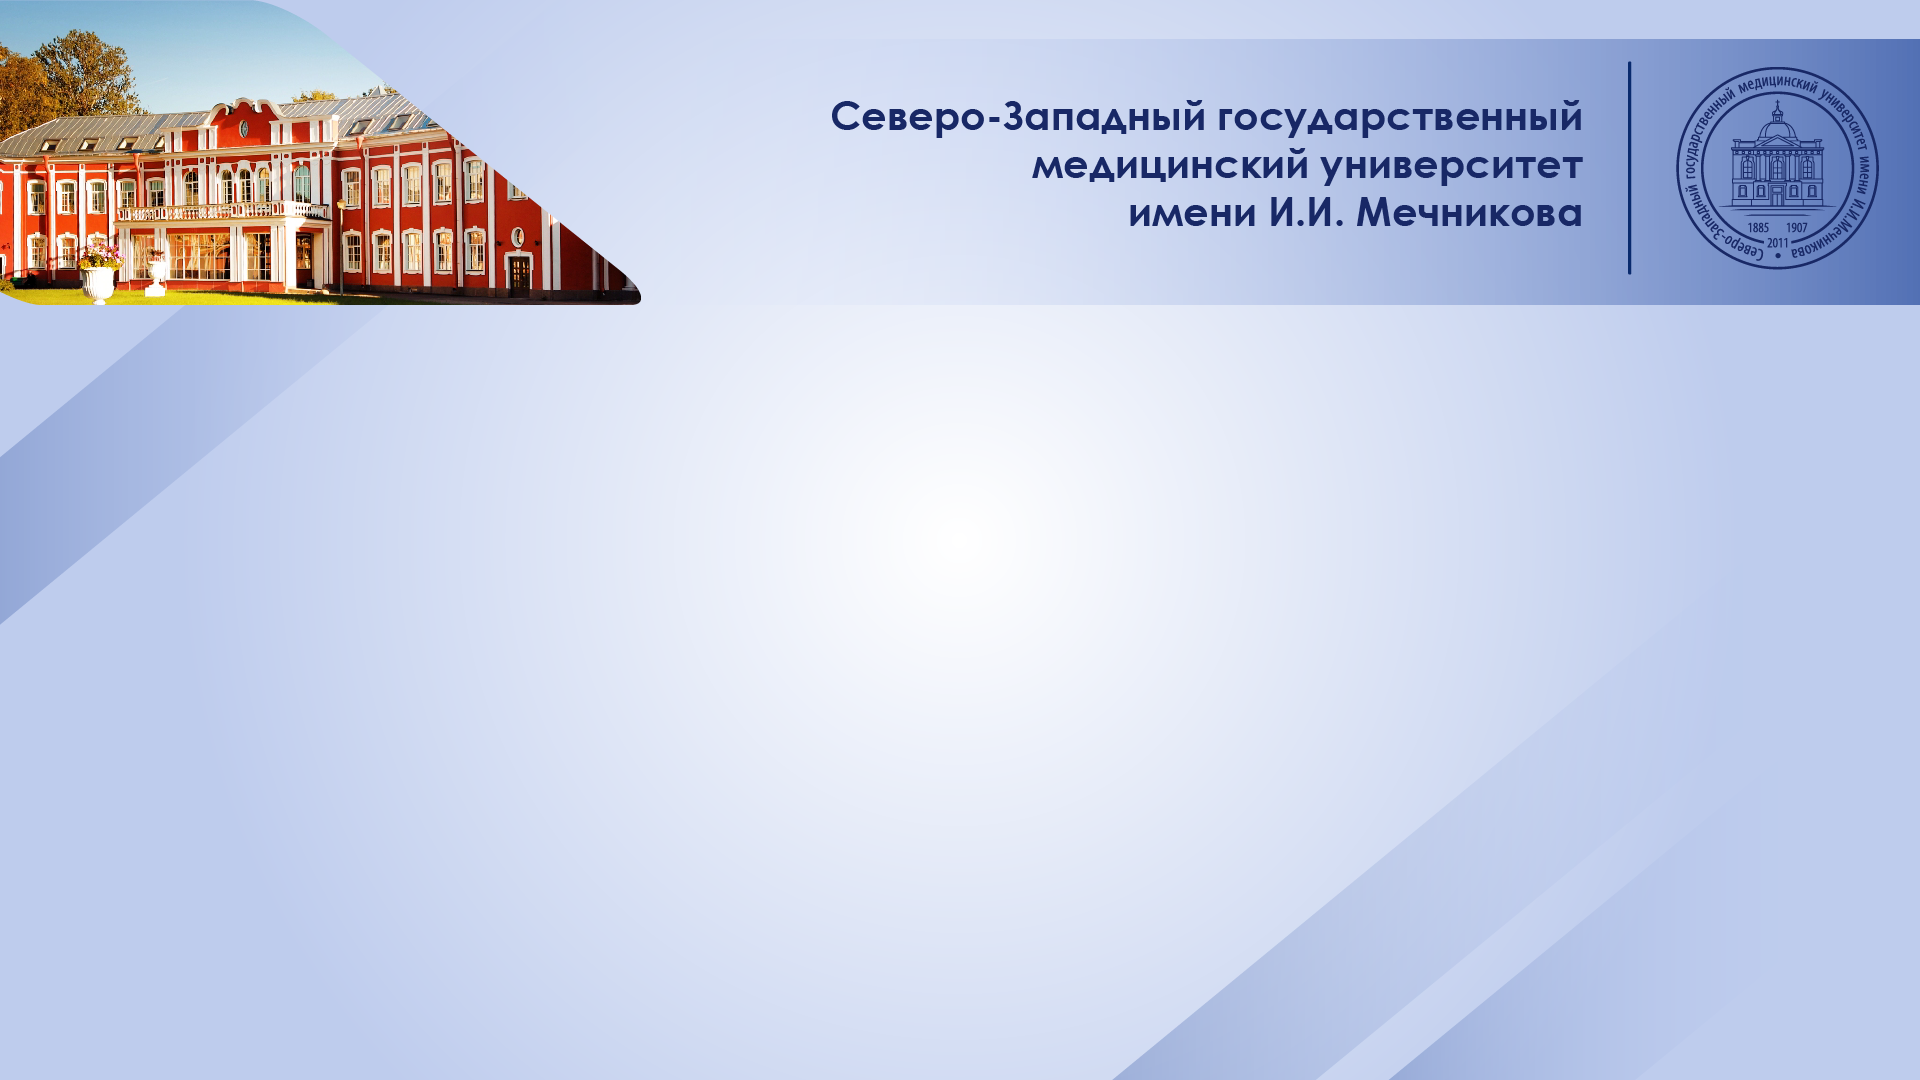 Северо-Западный государственный
медицинский университет
имени И.И. Мечникова
Северо-Западный государственный медицинский университет имени И.И.Мечникова
1885 1907
2011